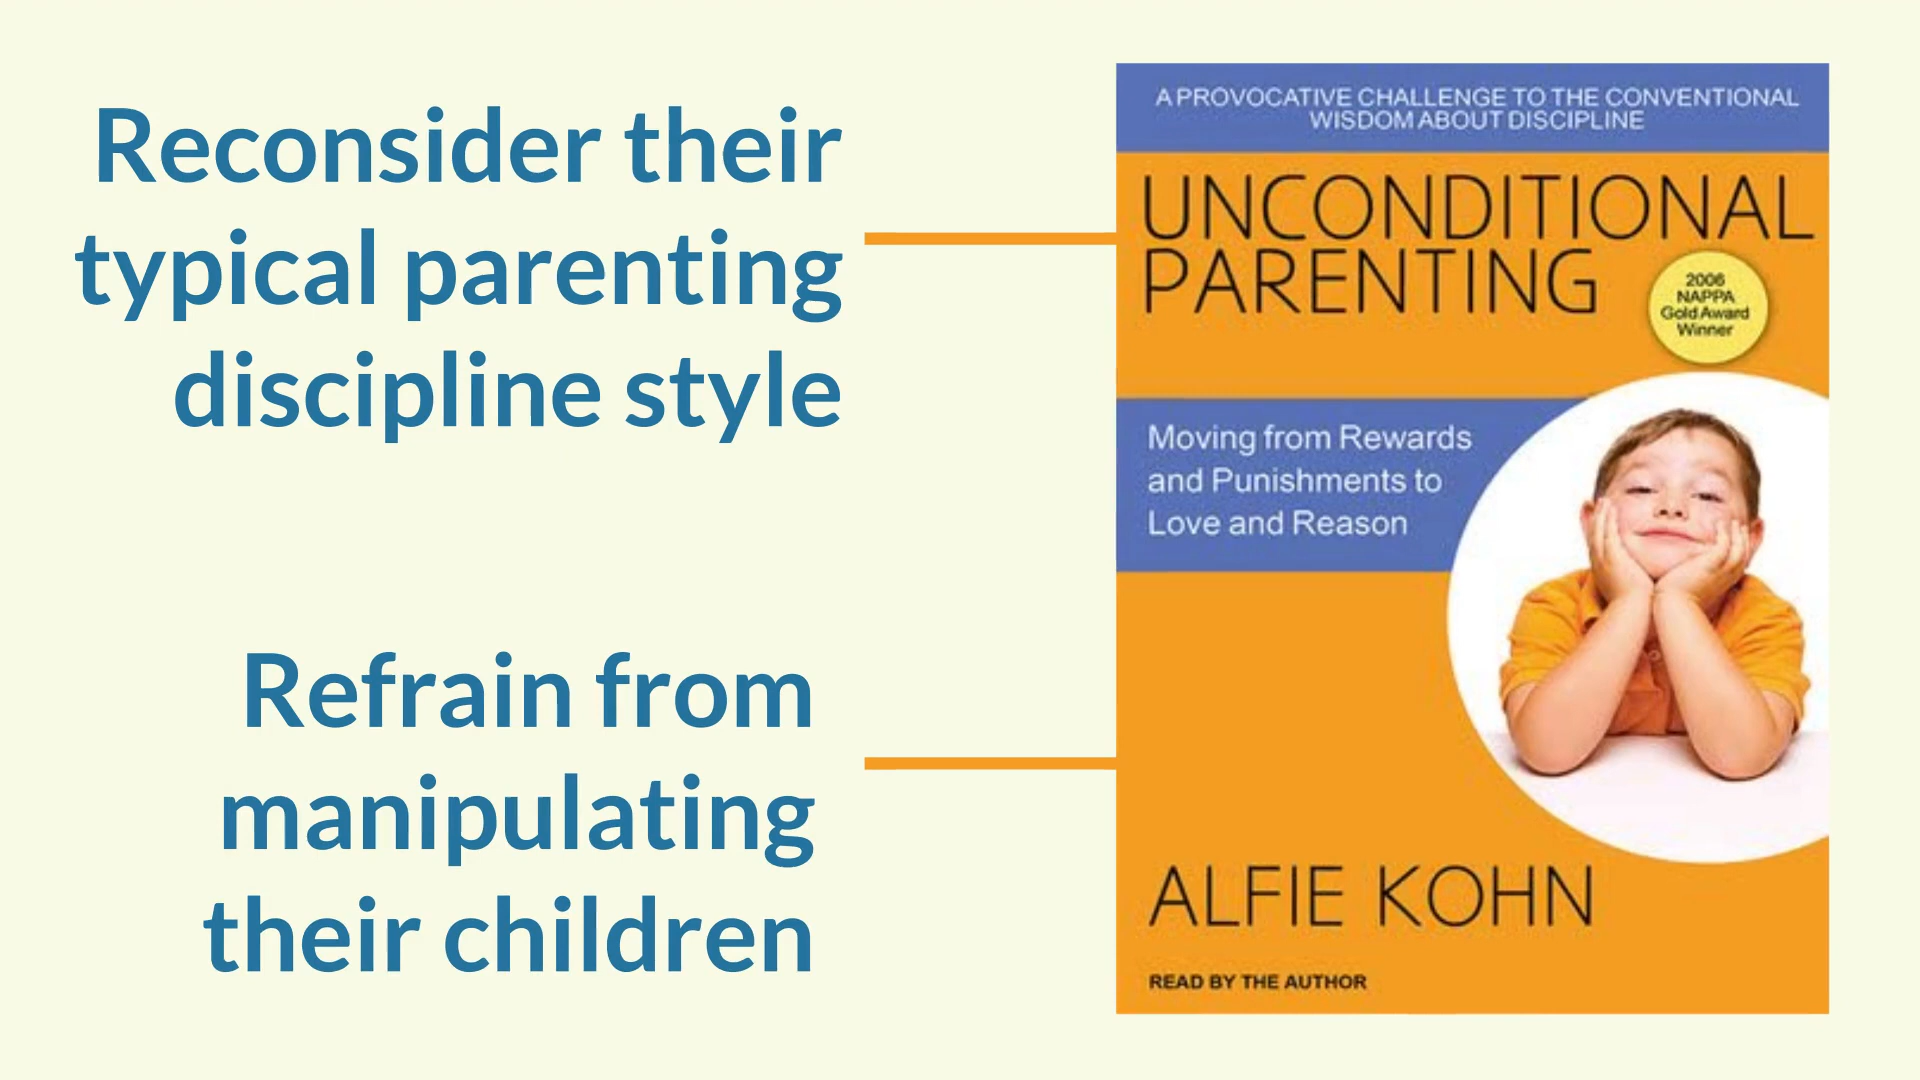 Reconsider their
typical parenting
discipline style
Refrain from
manipulating
their children
A PROVOCATIVE CHALLENGE TO THE CONVENTIONAL
WISDOM ABOUT DISCIPLINE
UNCONDITIONAL
PARENTING
2006
NAPPA
Gold Award
Winner
Moving from Rewards
and Punishments to
Love and Reason
ALFIE KOHN
READ BY THE AUTHOR